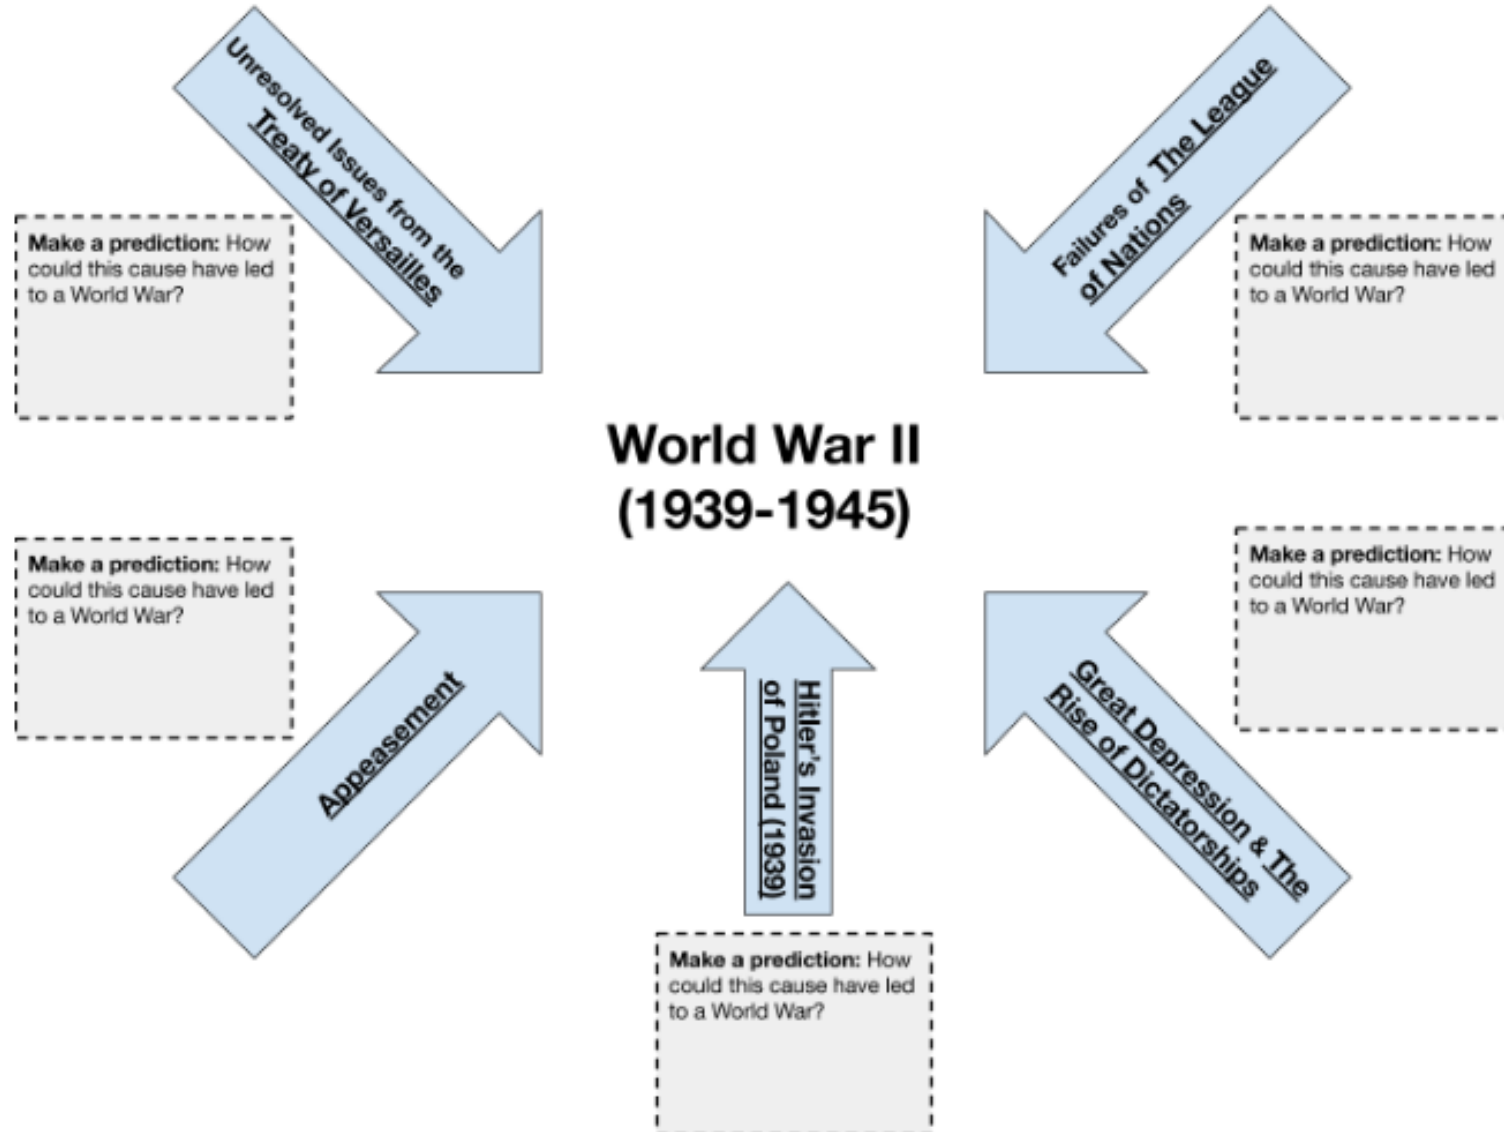 Unresolved Issues from the
Treaty of Versailles
Failures of The League
of Nations
Make a prediction: How
could this cause have led
to a World War?
Make a prediction: How
could this cause have led
to a World War?
World War II
(1939-1945)
Make a prediction: How
could this cause have led
to a World War?
Make a prediction: How
could this cause have led
to a World War?
Appeasement
Hitler's Invasion
of Poland (1939)
Great Depression & The
Rise of Dictatorships
Make a prediction: How
could this cause have led
to a World War?